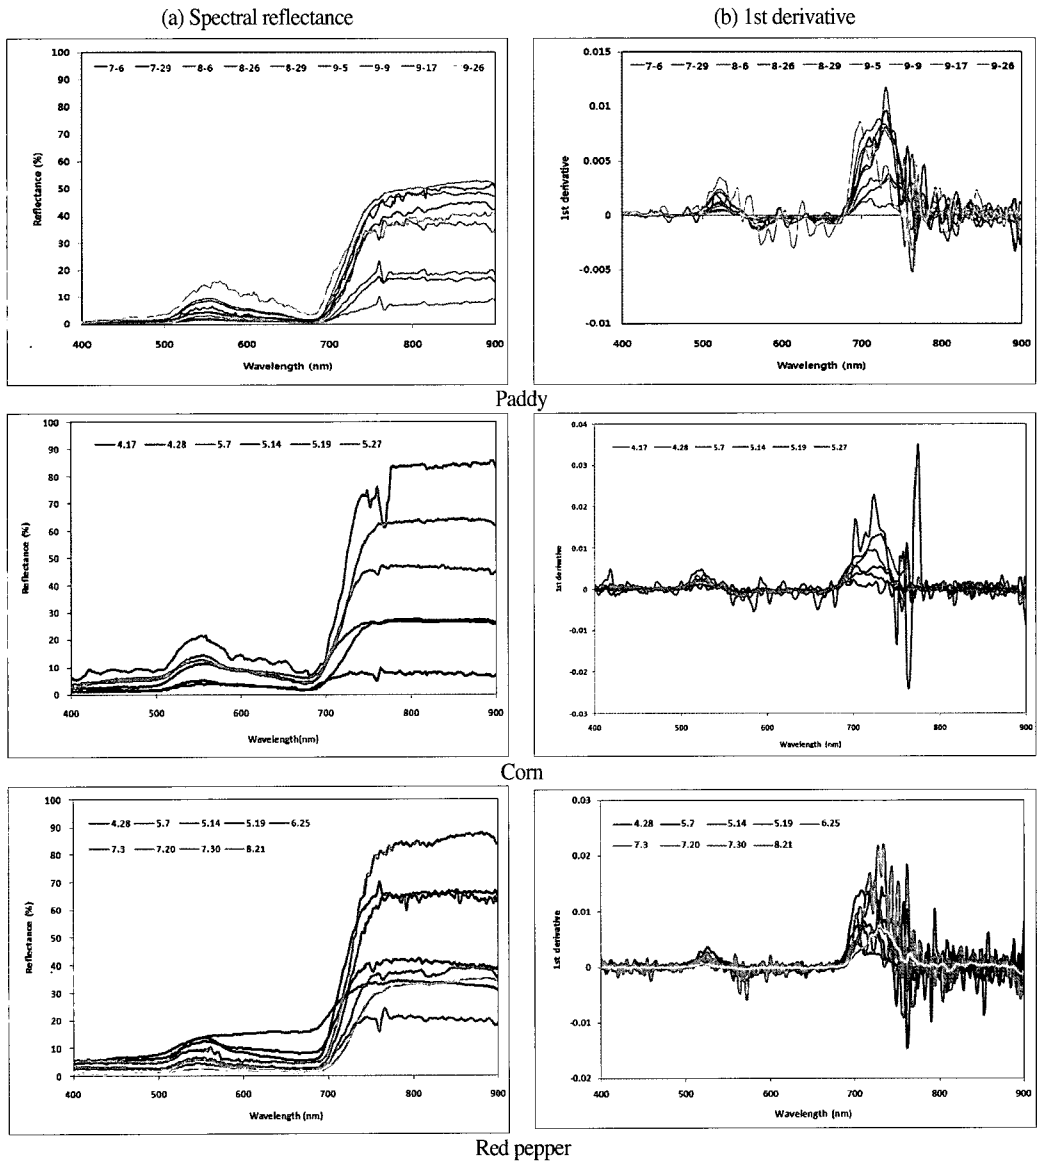 (a) Spectral reflectance
(b) 1st derivative
7-6 7-29 8-6 8-26 8-29 9-5 9-9 9-17 9-26
Reflectance (%)
100
90
80
70
60
50
40
30
20
10
0
400 500 600 700 800 900
Wavelength (nm)
7-6 7-29 8-6 8-26 8-29 9-5 9-9 9-17 9-26
1st derivative
0.015
0.01
0.005
0
-0.005
-0.01
400 500 600 700 800 900
Wavelength (nm)
Paddy
4.17 4.28 5.7 5.14 5.19 5.27
Reflectance (%)
100
90
80
70
60
50
40
30
20
10
0
400 500 600 700 800 900
Wavelength(nm)
4.17 4.28 5.7 5.14 5.19 5.27
1st derivative
0.04
0.03
0.02
0.01
0
-0.01
-0.02
-0.03
400 500 600 700 800 900
Wavelength (nm)
Corn
4.28 5.7 5.14 5.19 6.25
7.3 7.20 7.30 8.21
Reflectance (%)
100
90
80
70
60
50
40
30
20
10
0
400 500 600 700 800 900
Wavelength (nm)
4.28 5.7 5.14 5.19 6.25
7.3 7.20 7.30 8.21
1st derivative
0.03
0.02
0.01
0
-0.01
-0.02
400 500 600 700 800 900
Wavelength (nm)
Red pepper